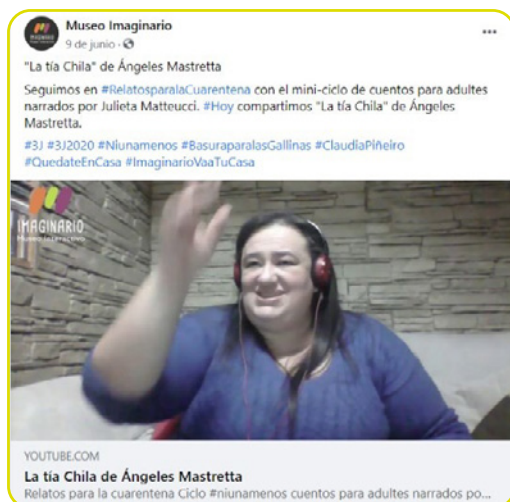 Museo Imaginario
9 de junio ·
"La tía Chila" de Ángeles Mastretta
Seguimos en #RelatosparalaCuarentena con el mini-ciclo de cuentos para adultes
narrados por Julieta Matteucci. #Hoy compartimos "La tía Chila" de Ángeles
Mastretta.
#3J #3J2020 #Niunamenos #BasuraparalasGallinas #ClaudiaPiñeiro
#QuedateEnCasa #ImaginarioVaaTuCasa
IMAGINARIO
Museo Interactivo
YOUTUBE.COM
La tía Chila de Ángeles Mastretta
Relatos para la cuarentena Ciclo #niunamenos cuentos para adultes narrados po...